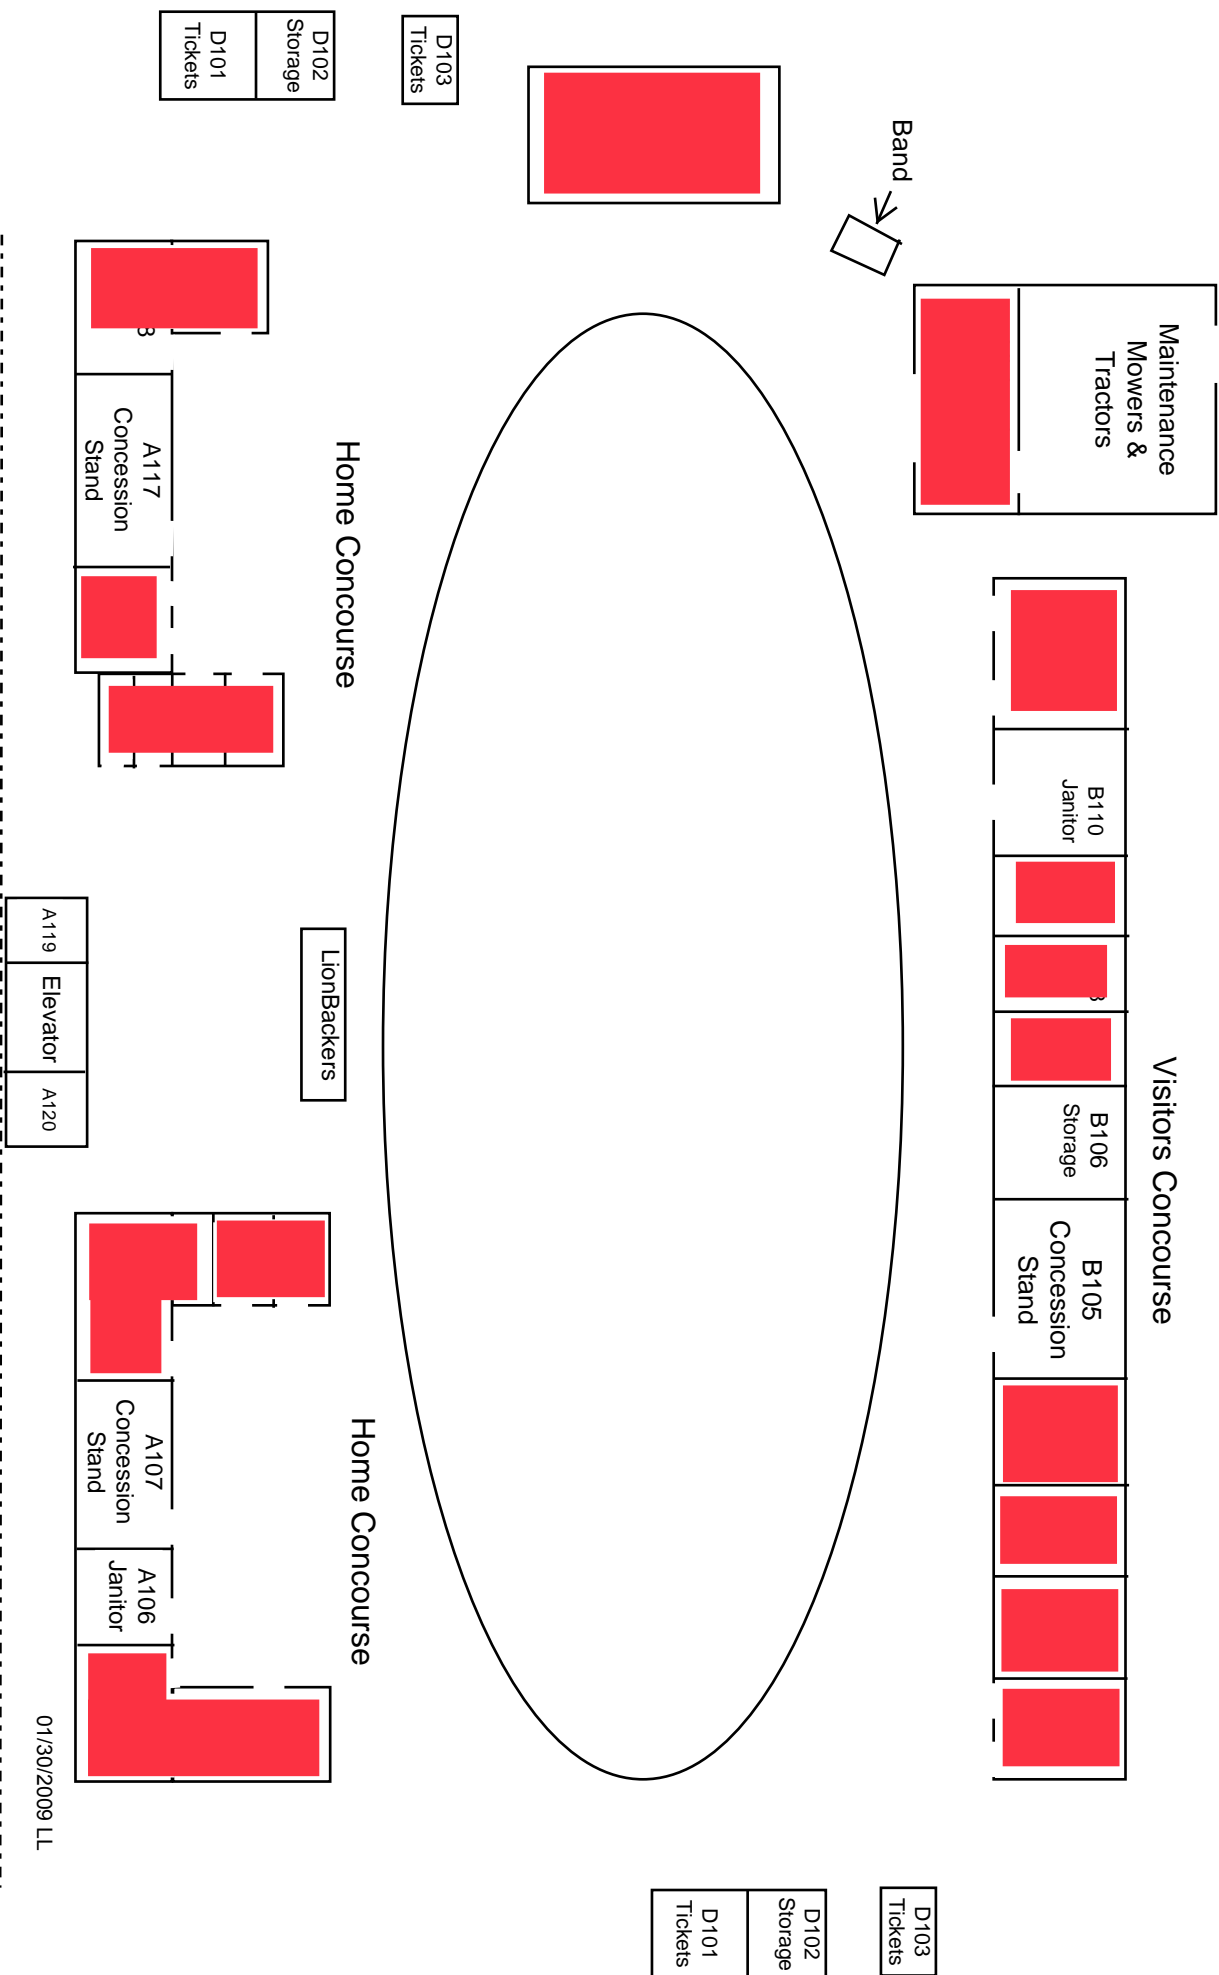 Visitors Concourse
Maintenance
Mowers &
Tractors
B110
Janitor
B106
Storage
B105
Concession
Stand
Band
D103
Tickets
D102
Storage
D101
Tickets
D103
Tickets
D102
Storage
D101
Tickets
Home Concourse
Home Concourse
LionBackers
A117
Concession
Stand
A107
Concession
Stand
A106
Janitor
A119
Elevator
A120
01/30/2009 LL